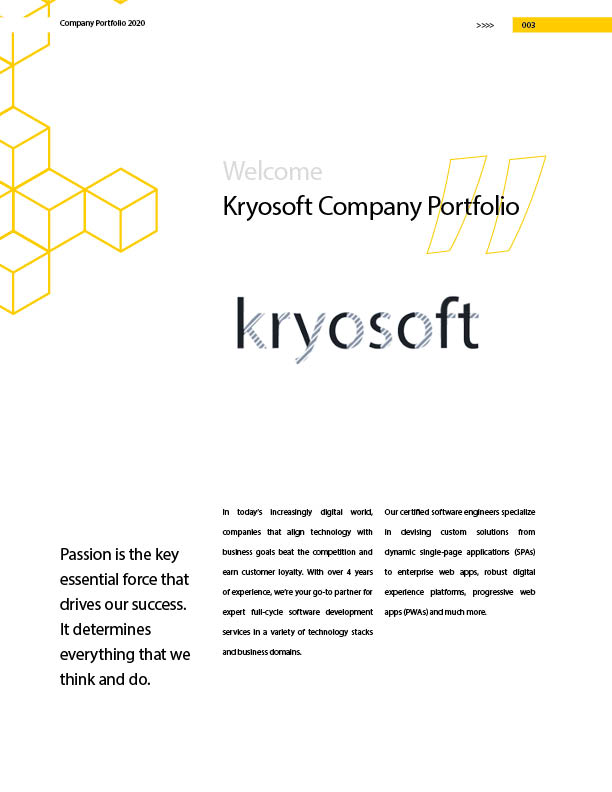 Company Portfolio 2020
>>>>
003
Welcome
Kryosoft Company Portfolio
kryosoft
In today's increasingly digital world,
companies that align technology with
business goals beat the competition and
earn customer loyalty. With over 4 years
of experience, we're your go-to partner for
expert full-cycle software development
services in a variety of technology stacks
and business domains.
Our certified software engineers specialize
in devising custom solutions from
dynamic single-page applications (SPAs)
to enterprise web apps, robust digital
experience platforms, progressive web
apps (PWAs) and much more.
Passion is the key
essential force that
drives our success.
It determines
everything that we
think and do.